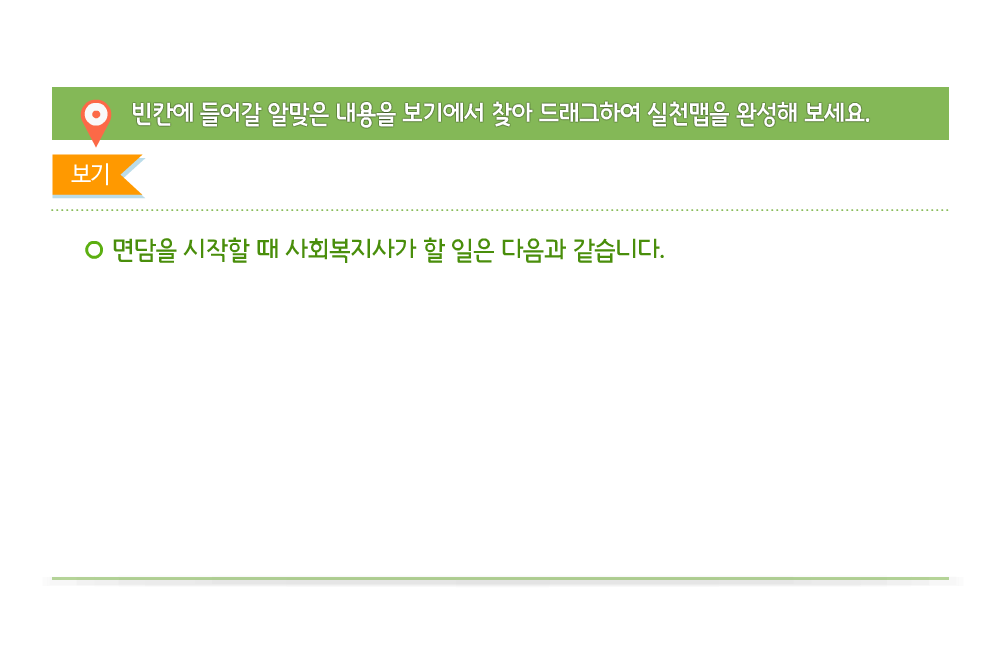 빈칸에 들어갈 알맞은 내용을 보기에서 찾아 드래그하여 실천맵을 완성해 보세요.
보기
면담을 시작할 때 사회복지사가 할 일은 다음과 같습니다.